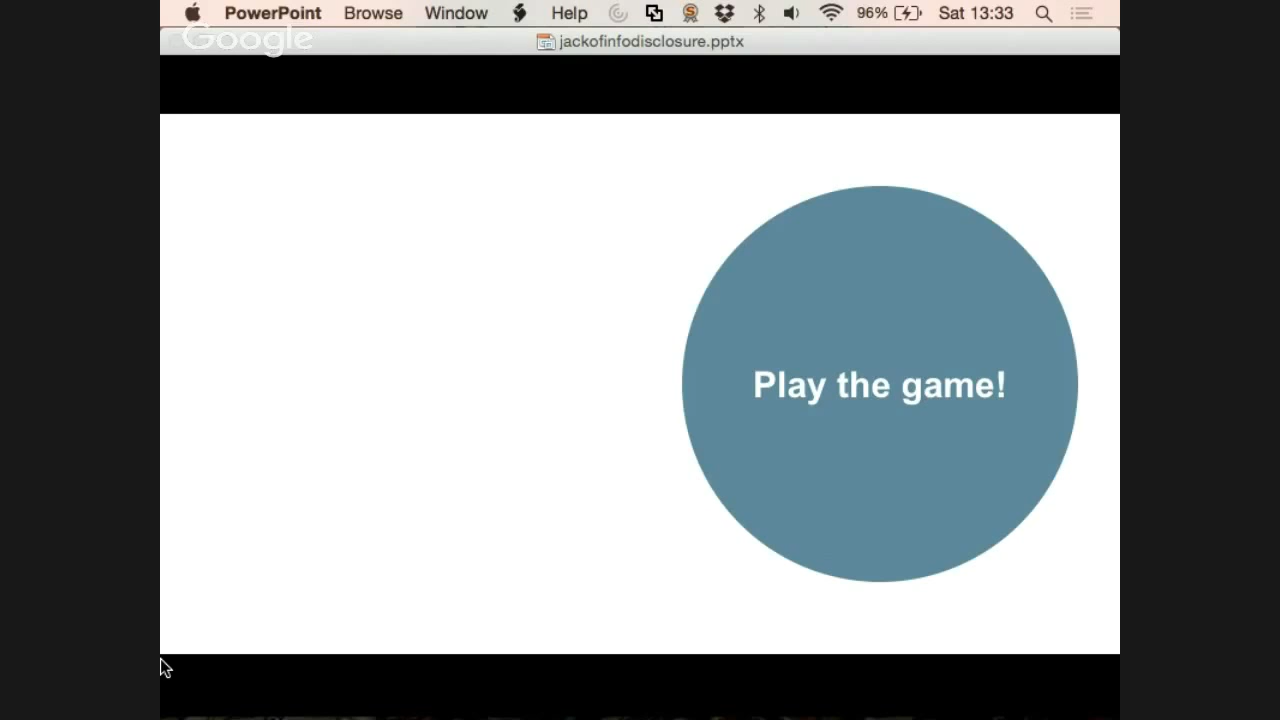 PowerPoint Browse Window Help 96% Sat 13:33
Google
jackofinfodisclosure.pptx
Play the game!